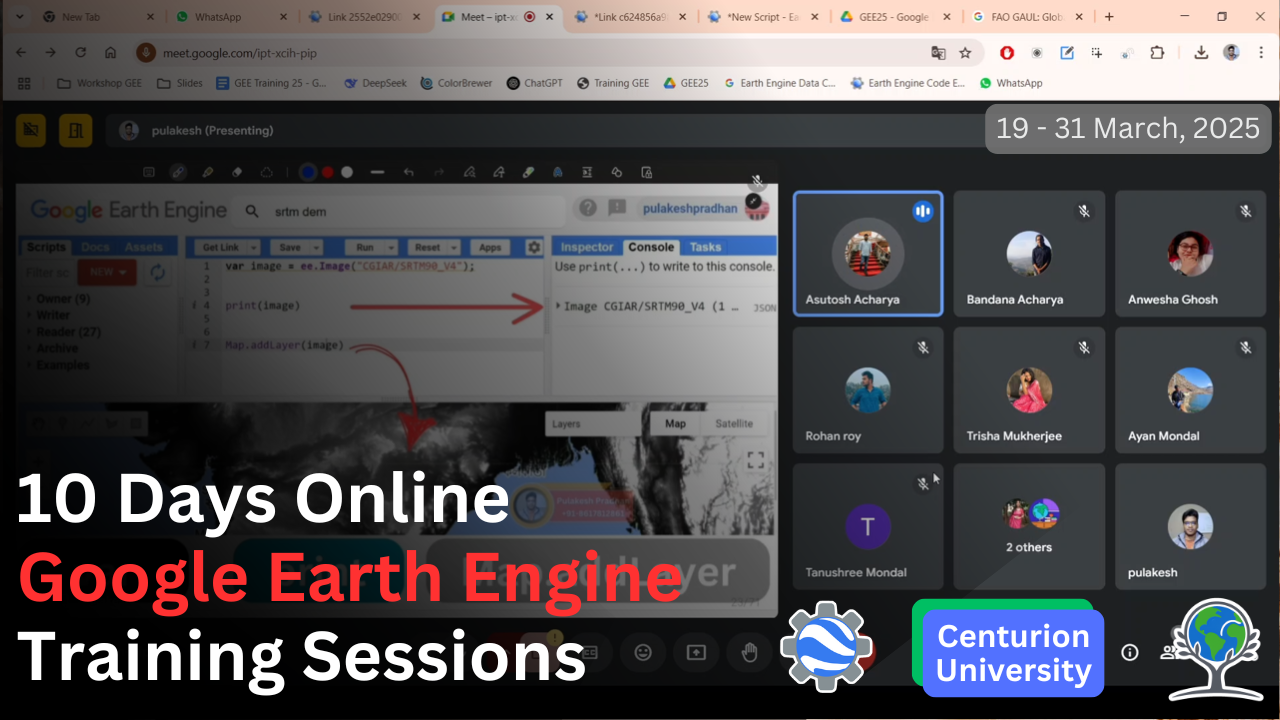 New Tab
WhatsApp
Link 2552e0290
Meet – ipt-x
*Link c624856a9
*New Script - Ea
GEE25 - Google
FAO GAUL: Glob
meet.google.com/ipt-xcih-pip
Workshop GEE
Slides
GEE Training 25 - G...
DeepSeek
ColorBrewer
ChatGPT
Training GEE
GEE25
Earth Engine Data C...
Earth Engine Code E...
WhatsApp
pulakesh (Presenting)
19 - 31 March, 2025
Google Earth Engine
srtm dem
pulakeshpradhan
Scripts Docs Assets
Get Link Save Run Reset Apps
Inspector Console Tasks
Filter sc
NEW
Owner (9)
Writer
Reader (27)
Archive
Examples
1 var image = ee.Image("CGIAR/SRTM90_V4");
2
3
i 4 print(image)
5
6
i 7 Map.addLayer(image)
Use print(...) to write to this console.
Image CGIAR/SRTM90_V4 (1 … JSON
Layers
Map
Satellite
Asutosh Acharya
Bandana Acharya
Anwesha Ghosh
Rohan roy
Trisha Mukherjee
Ayan Mondal
T
Tanushree Mondal
2 others
pulakesh
10 Days Online
Google Earth Engine
Training Sessions
Centurion
University